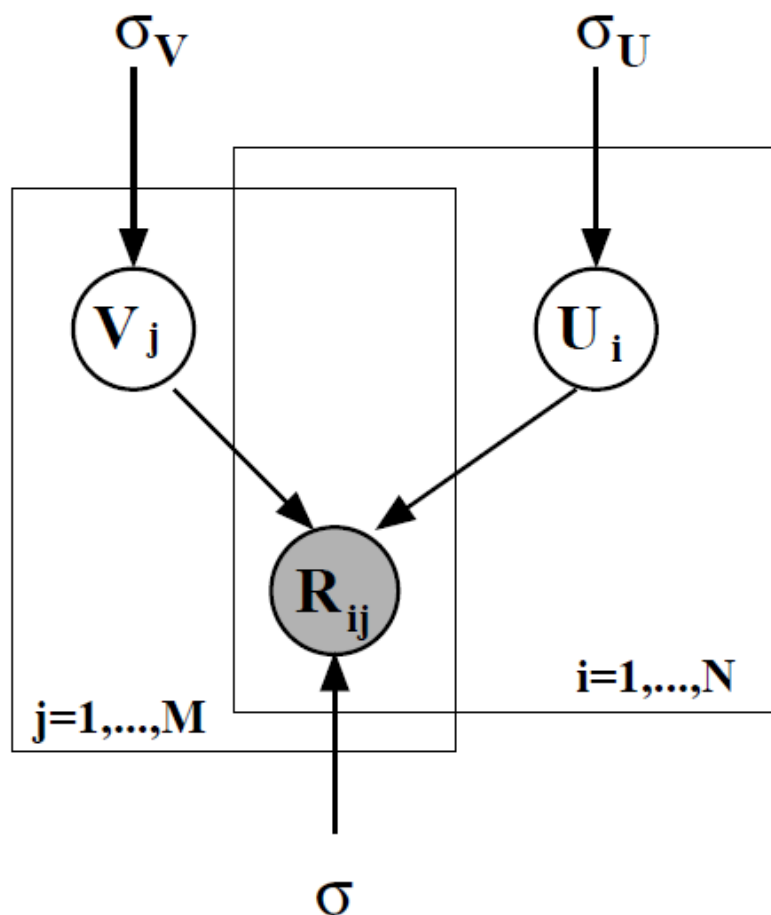 σV σU
Vj Ui
Rij
i=1,...,N
j=1,...,M
σ